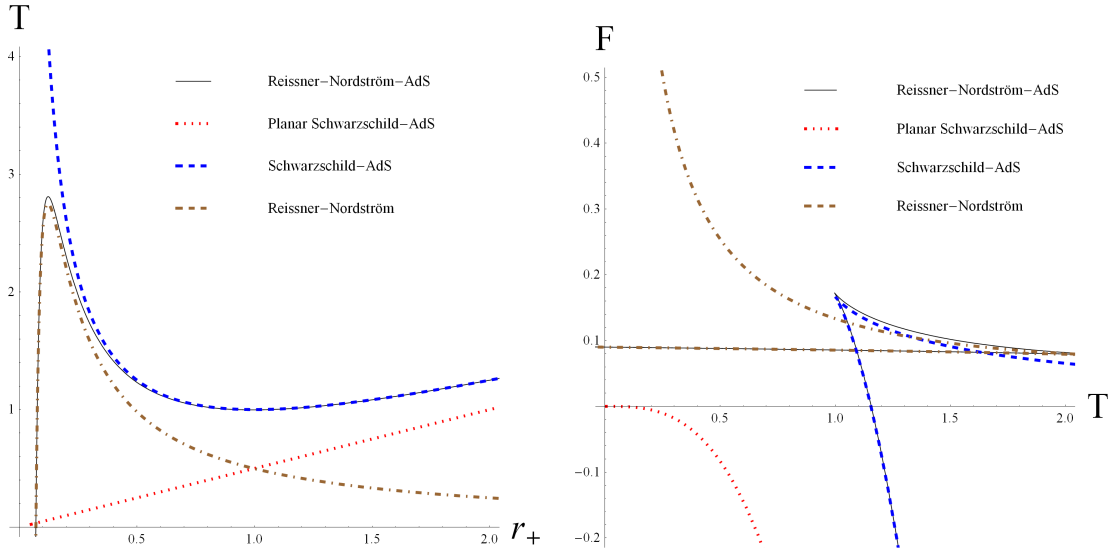 T
4
3
2
1
0.5
1.0
1.5
2.0
r+
Reissner−Nordström−AdS
Planar Schwarzschild−AdS
Schwarzschild−AdS
Reissner−Nordström
F
0.5
0.4
0.3
0.2
0.1
0.0
−0.1
−0.2
0.5
1.0
1.5
2.0
T
Reissner−Nordström−AdS
Planar Schwarzschild−AdS
Schwarzschild−AdS
Reissner−Nordström